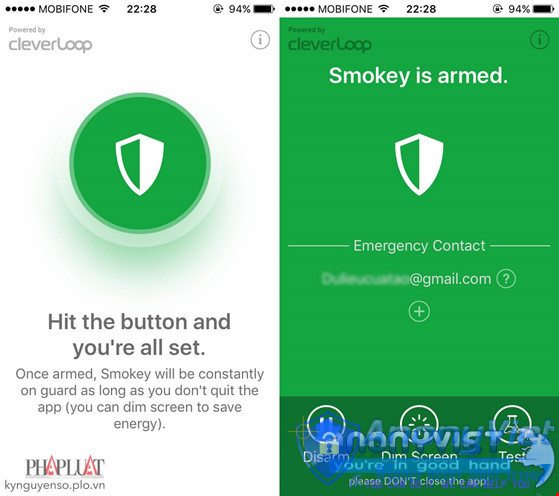 MOBIFONE 22:28 94%
Powered by
cleverLoop
Hit the button and
you're all set.
Once armed, Smokey will be constantly
on guard as long as you don't quit the
app (you can dim screen to save
energy).
PHÁPLUẬT
kynguyenso.plo.vn
MOBIFONE 22:28 94%
Powered by
cleverLoop
Smokey is armed.
Emergency Contact
Dulieucuatao@gmail.com ?
Disarm Dim Screen Test
ANONYVIET
you're in good hand
please DON'T close the app!